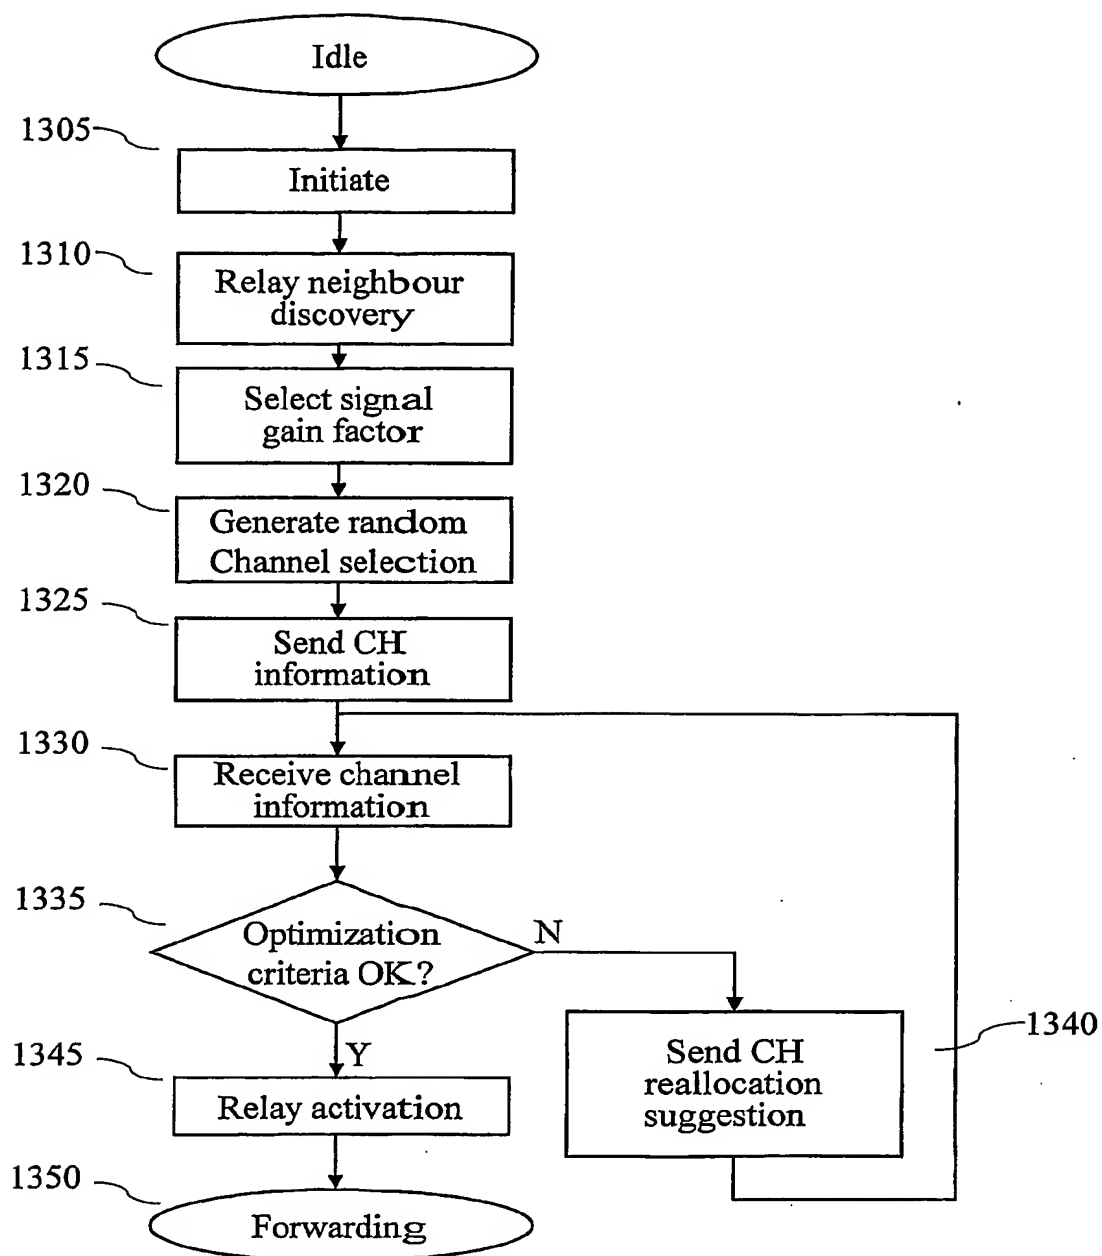 Idle
1305
Initiate
1310
Relay neighbour
discovery
1315
Select signal
gain factor
1320
Generate random
Channel selection
1325
Send CH
information
1330
Receive channel
information
1335
Optimization
criteria OK?
N
1340
Send CH
reallocation
suggestion
Y
1345
Relay activation
1350
Forwarding